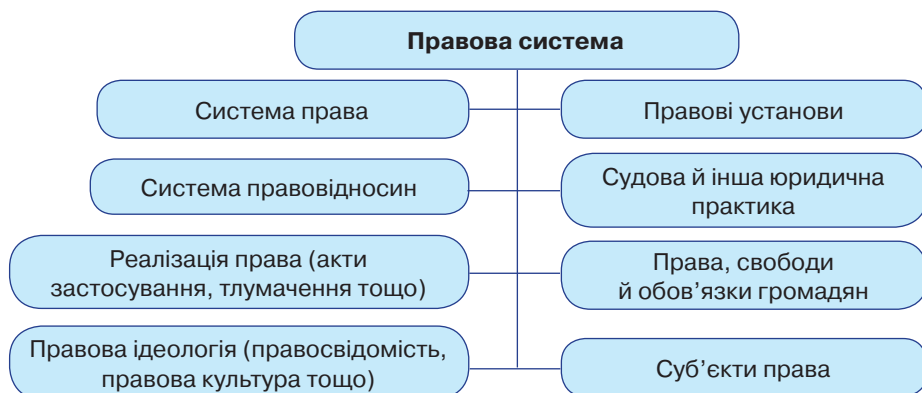 Правова система
Система права
Правові установи
Система правовідносин
Судова й інша юридична
практика
Реалізація права (акти
застосування, тлумачення тощо)
Права, свободи
й обов’язки громадян
Правова ідеологія (правосвідомість,
правова культура тощо)
Суб’єкти права